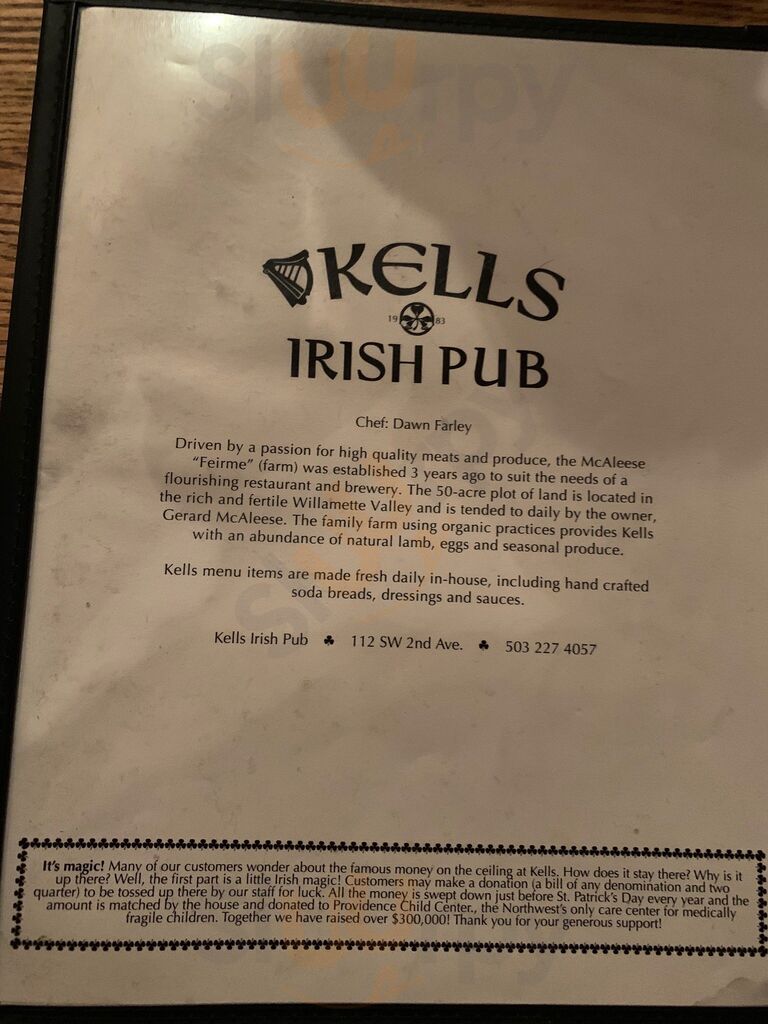 Sluurpy
KELLS
19 83
IRISH PUB
Chef: Dawn Farley
Driven by a passion for high quality meats and produce, the McAleese
"Feirme" (farm) was established 3 years ago to suit the needs of a
flourishing restaurant and brewery. The 50-acre plot of land is located in
the rich and fertile Willamette Valley and is tended to daily by the owner,
Gerard McAleese. The family farm using organic practices provides Kells
with an abundance of natural lamb, eggs and seasonal produce.
Kells menu items are made fresh daily in-house, including hand crafted
soda breads, dressings and sauces.
Kells Irish Pub ☘ 112 SW 2nd Ave. ☘ 503 227 4057
It's magic! Many of our customers wonder about the famous money on the ceiling at Kells. How does it stay there? Why is it
up there? Well, the first part is a little Irish magic! Customers may make a donation (a bill of any denomination and two
quarter) to be tossed up there by our staff for luck. All the money is swept down just before St. Patrick's Day every year and the
amount is matched by the house and donated to Providence Child Center., the Northwest's only care center for medically
fragile children. Together we have raised over $300,000! Thank you for your generous support!